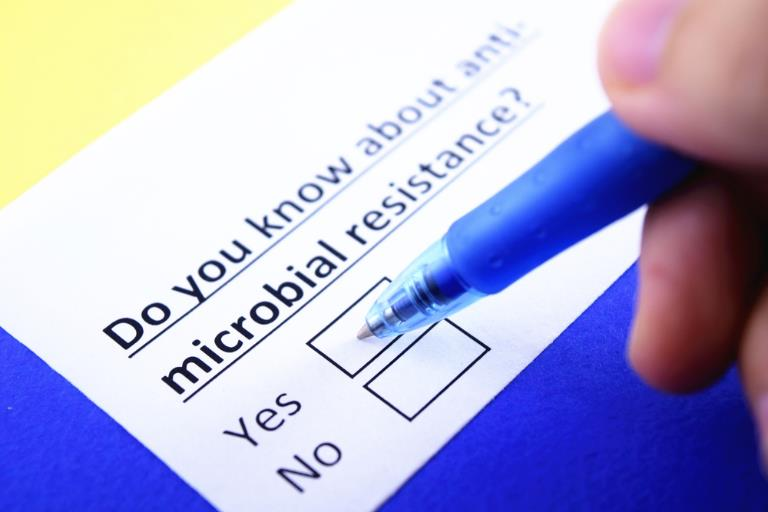 Do you know about anti-
microbial resistance?
Yes
No